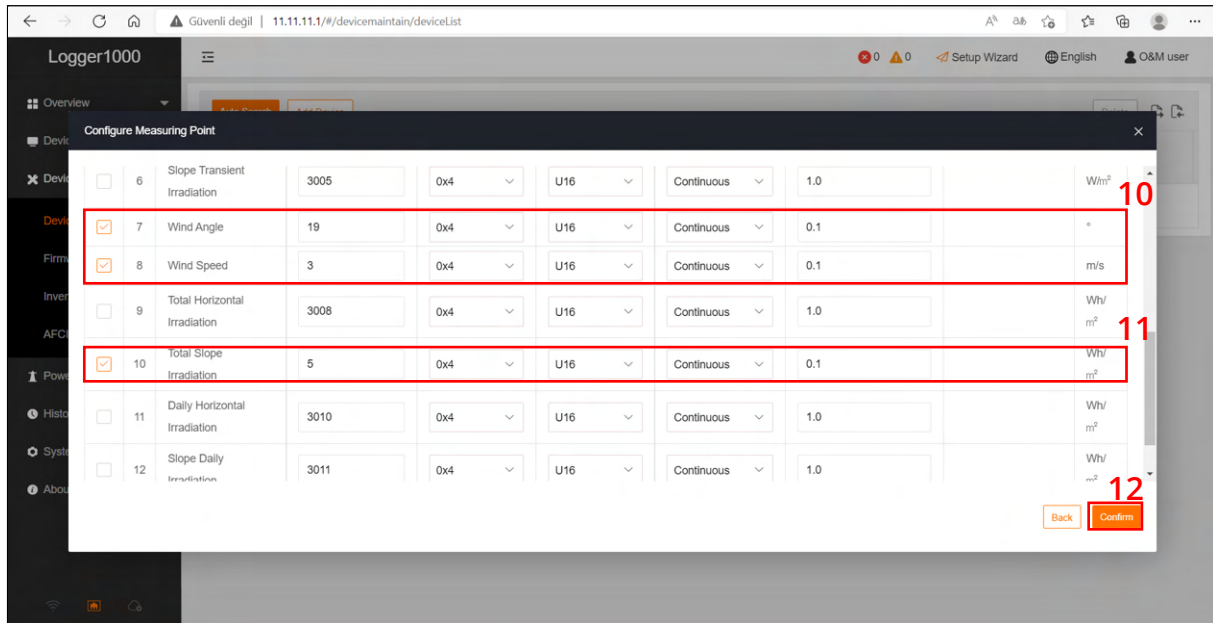 Güvenli değil | 11.11.11.1/#/devicemaintain/deviceList
Logger1000
0 0 Setup Wizard English O&M user
Overview
Configure Measuring Point
6 Slope Transient Irradiation 3005 0x4 U16 Continuous 1.0 W/m²
10
7 Wind Angle 19 0x4 U16 Continuous 0.1 °
8 Wind Speed 3 0x4 U16 Continuous 0.1 m/s
9 Total Horizontal Irradiation 3008 0x4 U16 Continuous 1.0 Wh/m²
11
10 Total Slope Irradiation 5 0x4 U16 Continuous 0.1 Wh/m²
11 Daily Horizontal Irradiation 3010 0x4 U16 Continuous 1.0 Wh/m²
12 Slope Daily Irradiation 3011 0x4 U16 Continuous 1.0 Wh/m²
12
Back Confirm